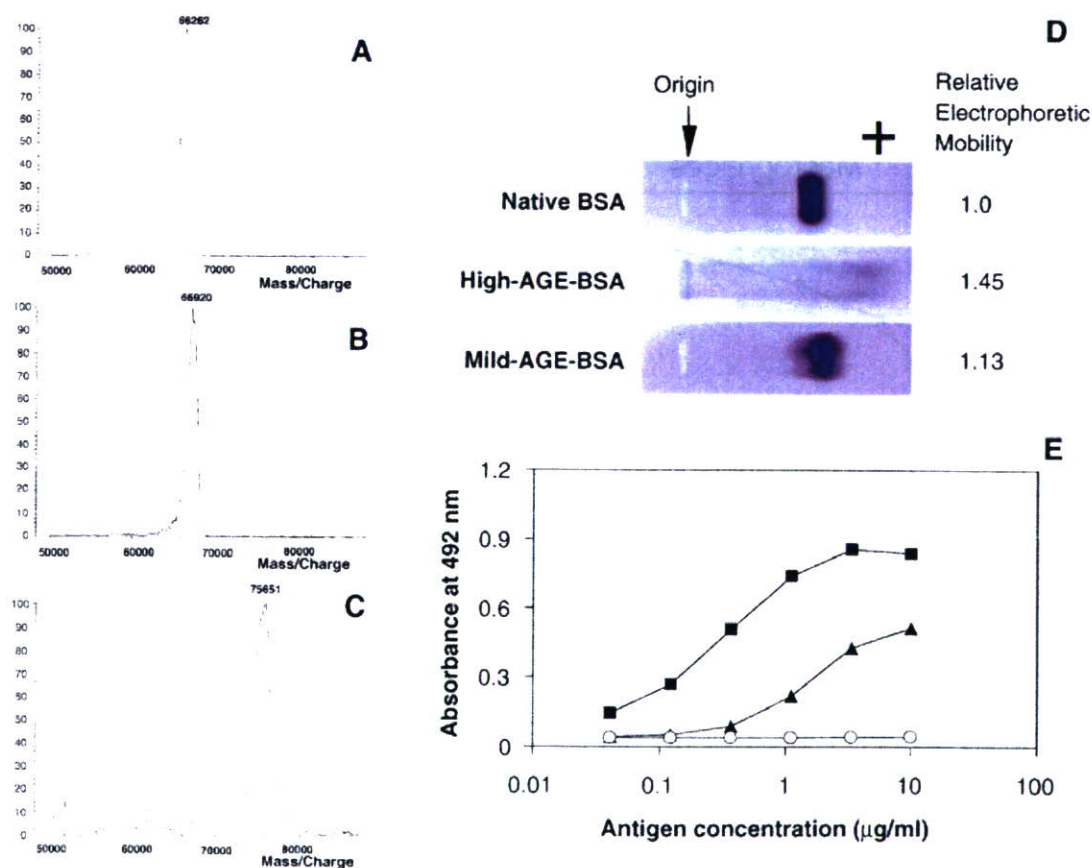 66262
A
100
90
80
70
60
50
40
30
20
10
0
50000 60000 70000 80000
Mass/Charge
66920
B
100
90
80
70
60
50
40
30
20
10
0
50000 60000 70000 80000
Mass/Charge
75651
C
100
90
80
70
60
50
40
30
20
10
0
50000 60000 70000 80000
Mass/Charge
D
Origin
+
Relative
Electrophoretic
Mobility
Native BSA 1.0
High-AGE-BSA 1.45
Mild-AGE-BSA 1.13
E
Absorbance at 492 nm
1.2
0.9
0.6
0.3
0
0.01 0.1 1 10 100
Antigen concentration (μg/ml)